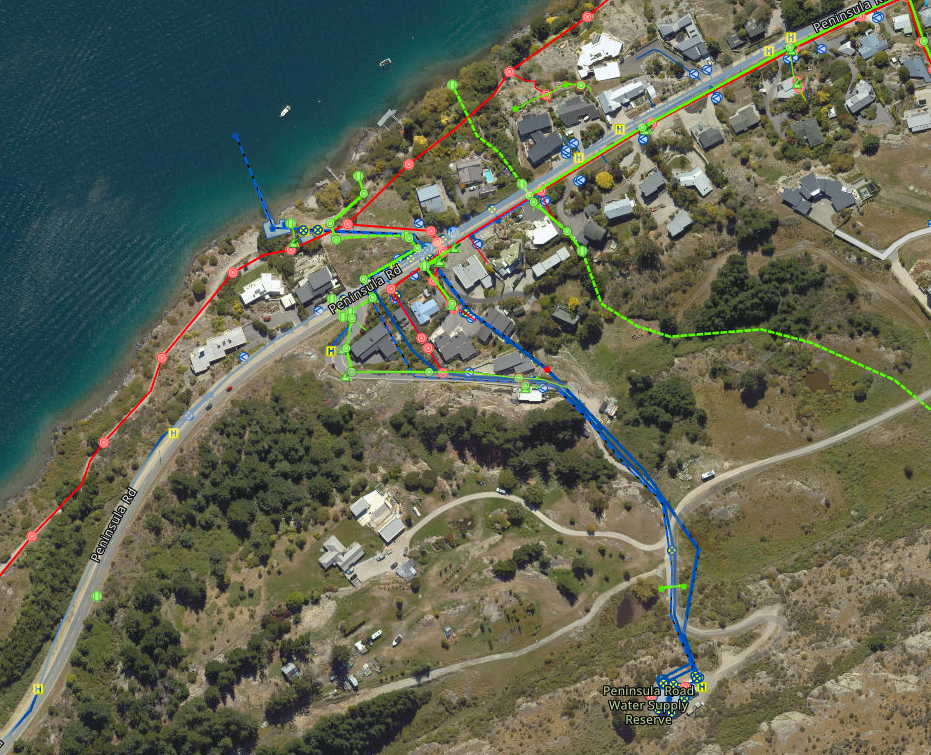 Peninsula Rd
H
H
H
H
Peninsula Rd
H
H
Peninsula Rd
H
H
Peninsula Road
Water Supply
Reserve